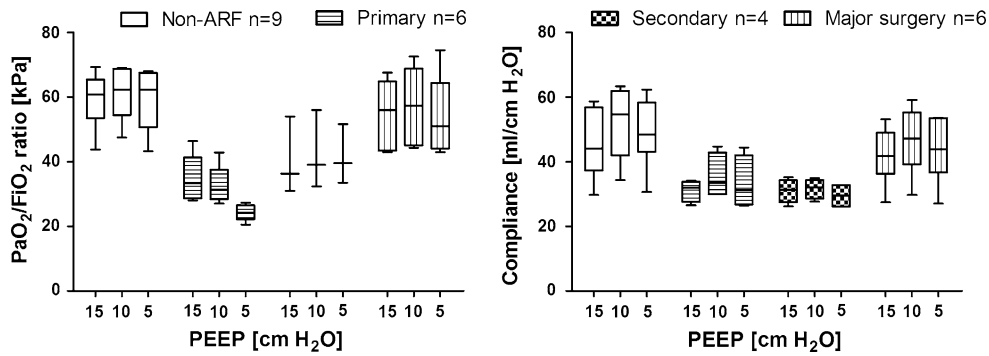 Non-ARF n=9
Primary n=6
PaO₂/FiO₂ ratio [kPa]
80
60
40
20
0
15 10 5 15 10 5 15 10 5 15 10 5
PEEP [cm H₂O]
Secondary n=4
Major surgery n=6
Compliance [ml/cm H₂O]
80
60
40
20
0
15 10 5 15 10 5 15 10 5 15 10 5
PEEP [cm H₂O]